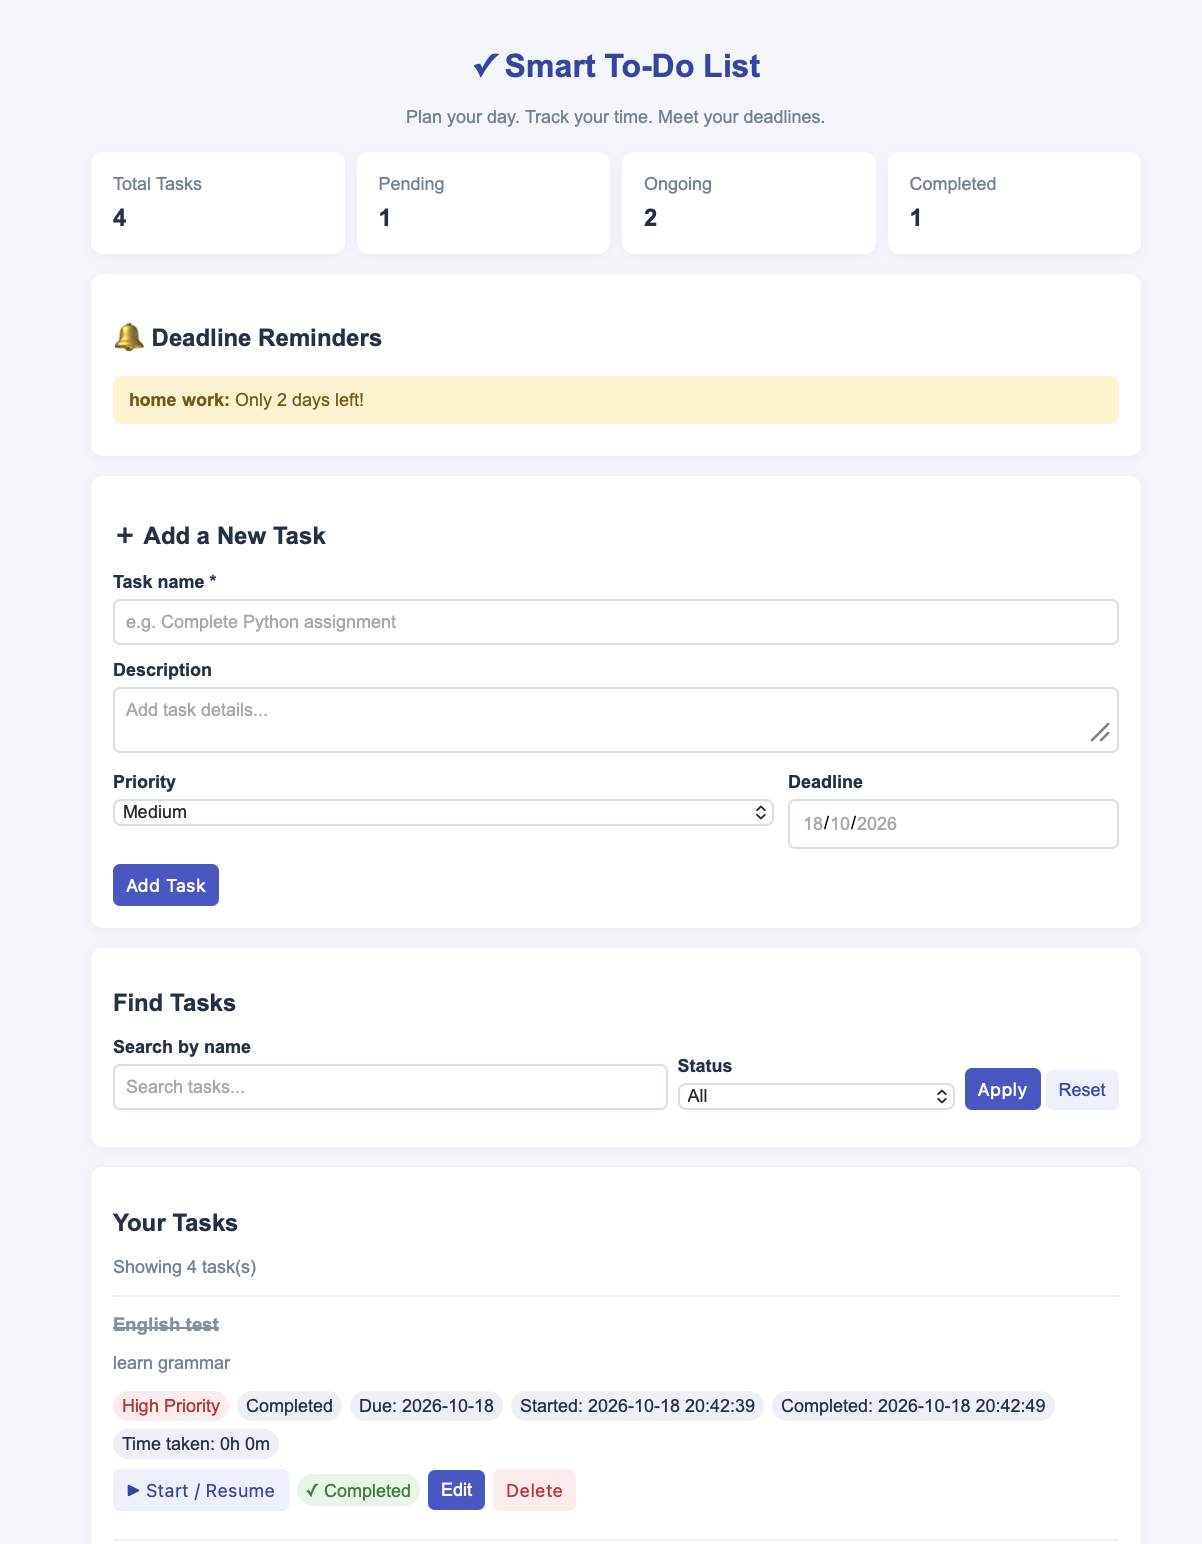 ✓ Smart To-Do List
Plan your day. Track your time. Meet your deadlines.
Total Tasks
4
Pending
1
Ongoing
2
Completed
1
🔔 Deadline Reminders
home work: Only 2 days left!
+ Add a New Task
Task name *
e.g. Complete Python assignment
Description
Add task details...
Priority
Medium
Deadline
18/10/2026
Add Task
Find Tasks
Search by name
Search tasks...
Status
All
Apply
Reset
Your Tasks
Showing 4 task(s)
English test
learn grammar
High Priority Completed Due: 2026-10-18 Started: 2026-10-18 20:42:39 Completed: 2026-10-18 20:42:49
Time taken: 0h 0m
▶ Start / Resume ✓ Completed Edit Delete